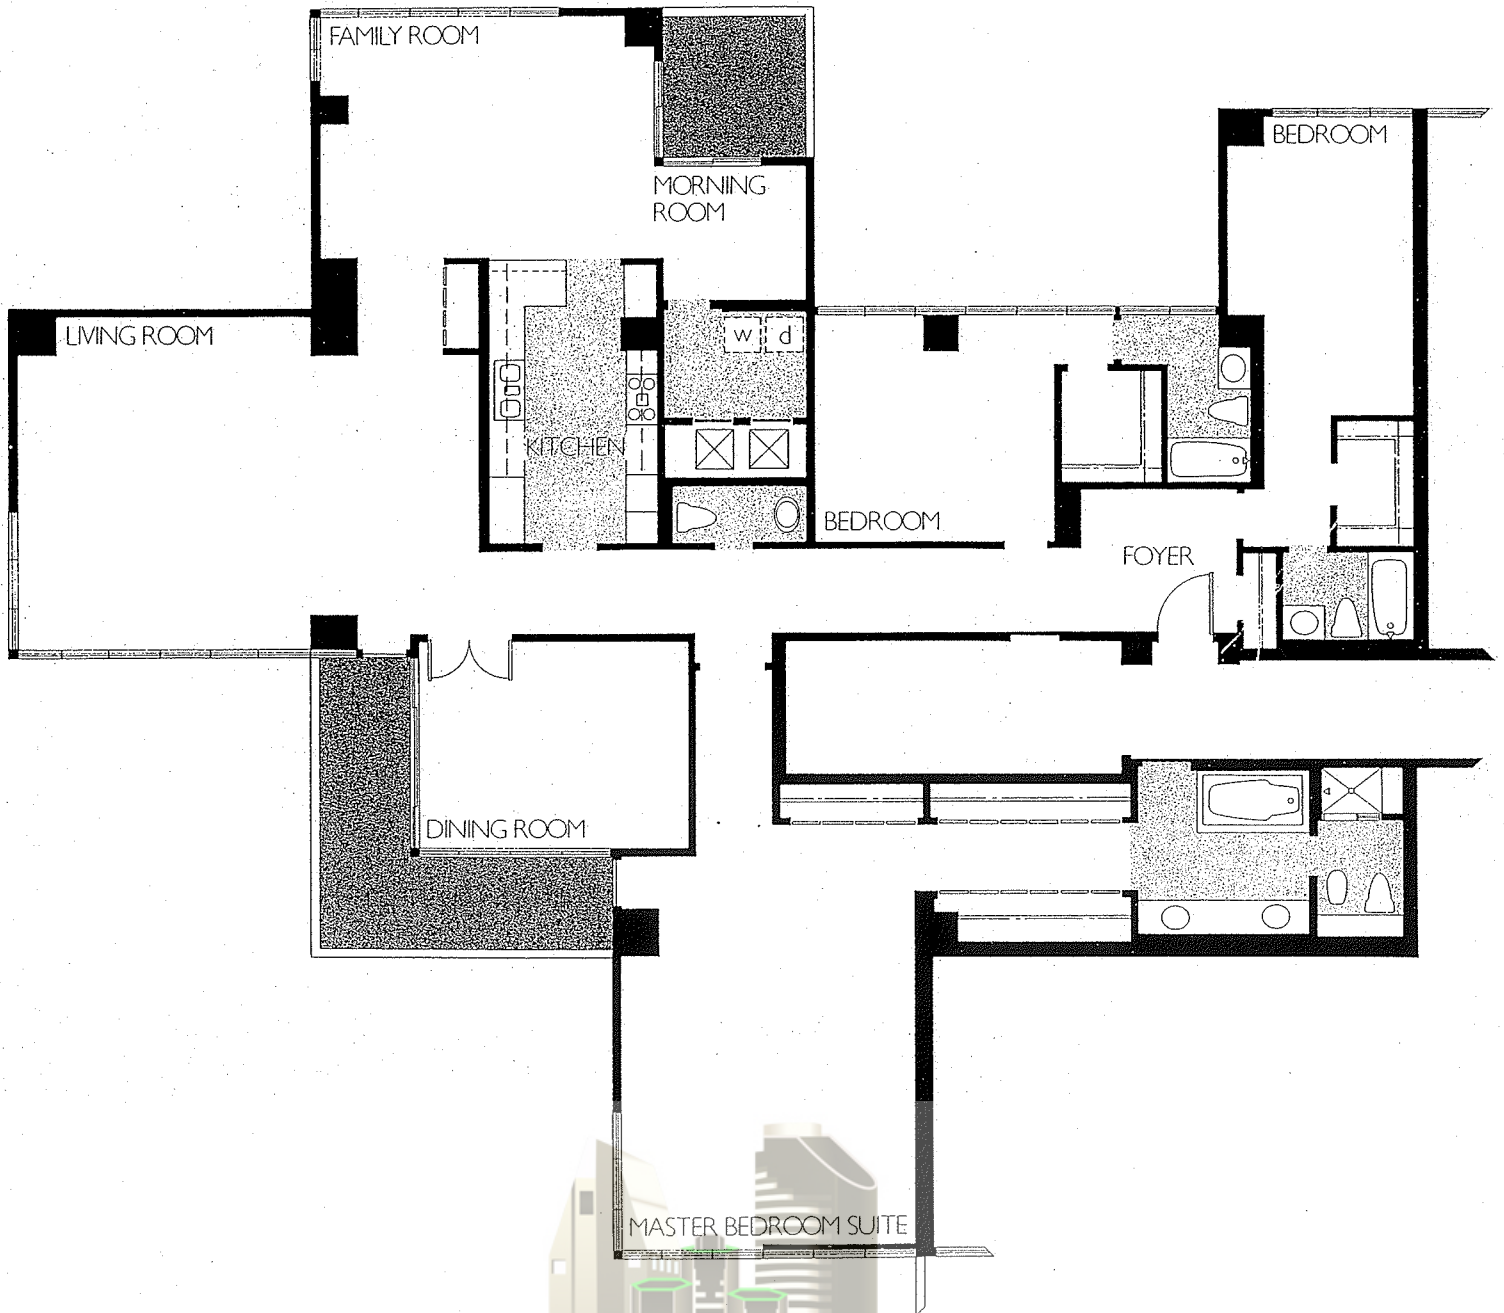 FAMILY ROOM
BEDROOM
MORNING
ROOM
LIVING ROOM
w
d
KITCHEN
BEDROOM
FOYER
DINING ROOM
MASTER BEDROOM SUITE